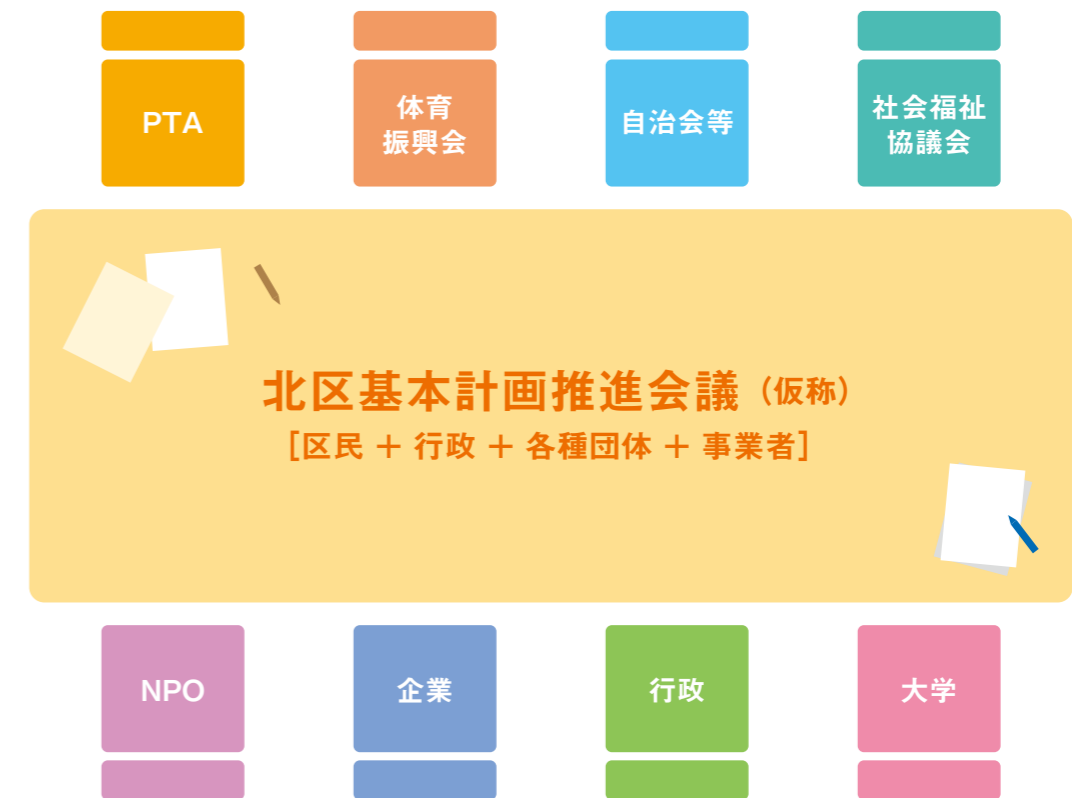 PTA
体育
振興会
自治会等
社会福祉
協議会
北区基本計画推進会議（仮称）
［区民 ＋ 行政 ＋ 各種団体 ＋ 事業者］
NPO
企業
行政
大学